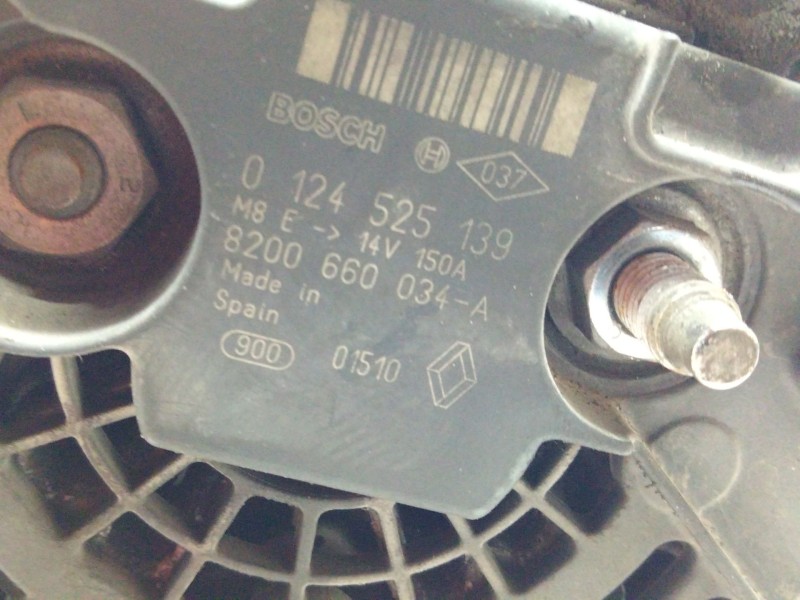 BOSCH H 037
0 124 525 139
M8 E -> 14V 150A
8200 660 034-A
Made in
Spain
900 01510